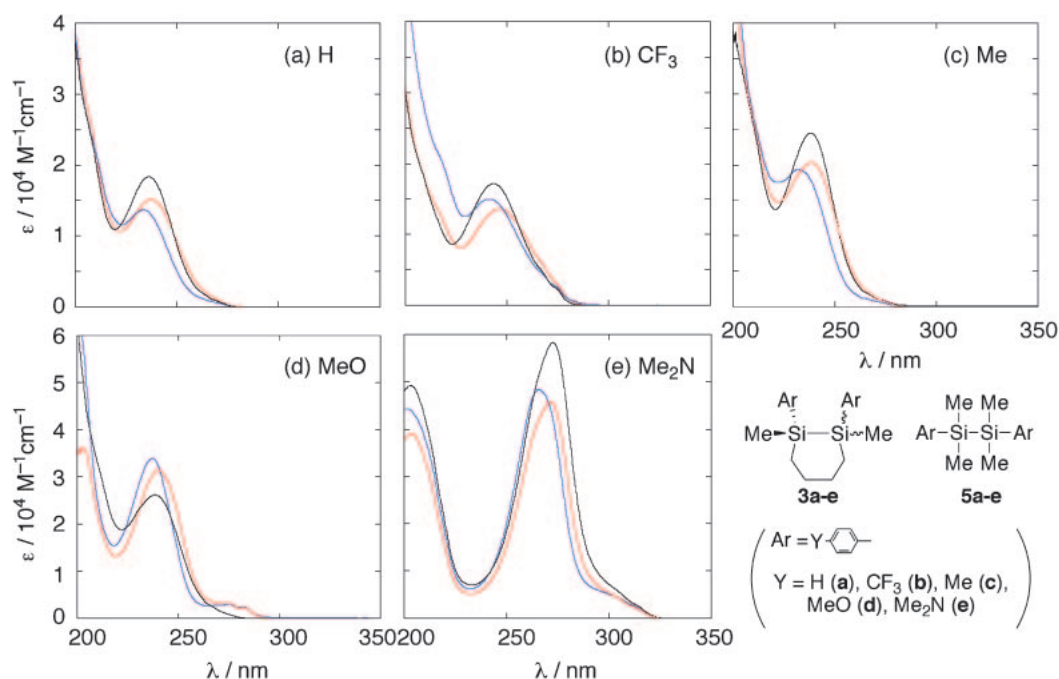 (a) H
(b) CF₃
(c) Me
ε / 10⁴ M⁻¹cm⁻¹
4
3
2
1
0
200 250 300 350
λ / nm
(d) MeO
(e) Me₂N
ε / 10⁴ M⁻¹cm⁻¹
6
5
4
3
2
1
0
200 250 300 350
200 250 300 350
λ / nm
λ / nm
Ar Ar
Me Si Si Me
3a-e
Me Me
Ar-Si-Si-Ar
Me Me
5a-e
Ar = Y
Y = H (a), CF₃ (b), Me (c),
MeO (d), Me₂N (e)